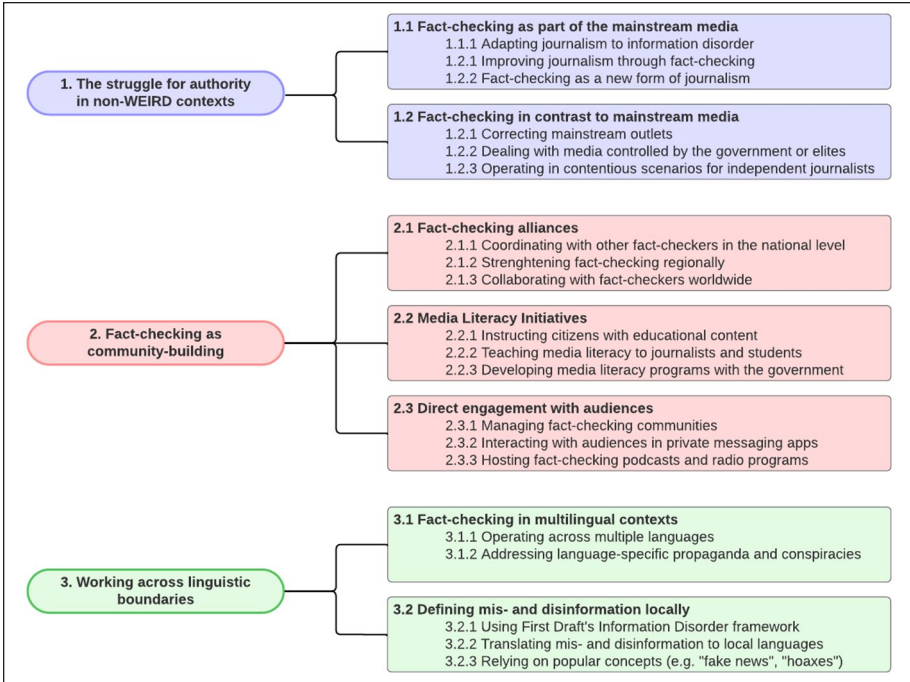 1. The struggle for authority
in non-WEIRD contexts
1.1 Fact-checking as part of the mainstream media
1.1.1 Adapting journalism to information disorder
1.2.1 Improving journalism through fact-checking
1.2.2 Fact-checking as a new form of journalism
1.2 Fact-checking in contrast to mainstream media
1.2.1 Correcting mainstream outlets
1.2.2 Dealing with media controlled by the government or elites
1.2.3 Operating in contentious scenarios for independent journalists
2. Fact-checking as
community-building
2.1 Fact-checking alliances
2.1.1 Coordinating with other fact-checkers in the national level
2.1.2 Strenghtening fact-checking regionally
2.1.3 Collaborating with fact-checkers worldwide
2.2 Media Literacy Initiatives
2.2.1 Instructing citizens with educational content
2.2.2 Teaching media literacy to journalists and students
2.2.3 Developing media literacy programs with the government
2.3 Direct engagement with audiences
2.3.1 Managing fact-checking communities
2.3.2 Interacting with audiences in private messaging apps
2.3.3 Hosting fact-checking podcasts and radio programs
3. Working across linguistic
boundaries
3.1 Fact-checking in multilingual contexts
3.1.1 Operating across multiple languages
3.1.2 Addressing language-specific propaganda and conspiracies
3.2 Defining mis- and disinformation locally
3.2.1 Using First Draft's Information Disorder framework
3.2.2 Translating mis- and disinformation to local languages
3.2.3 Relying on popular concepts (e.g. "fake news", "hoaxes")